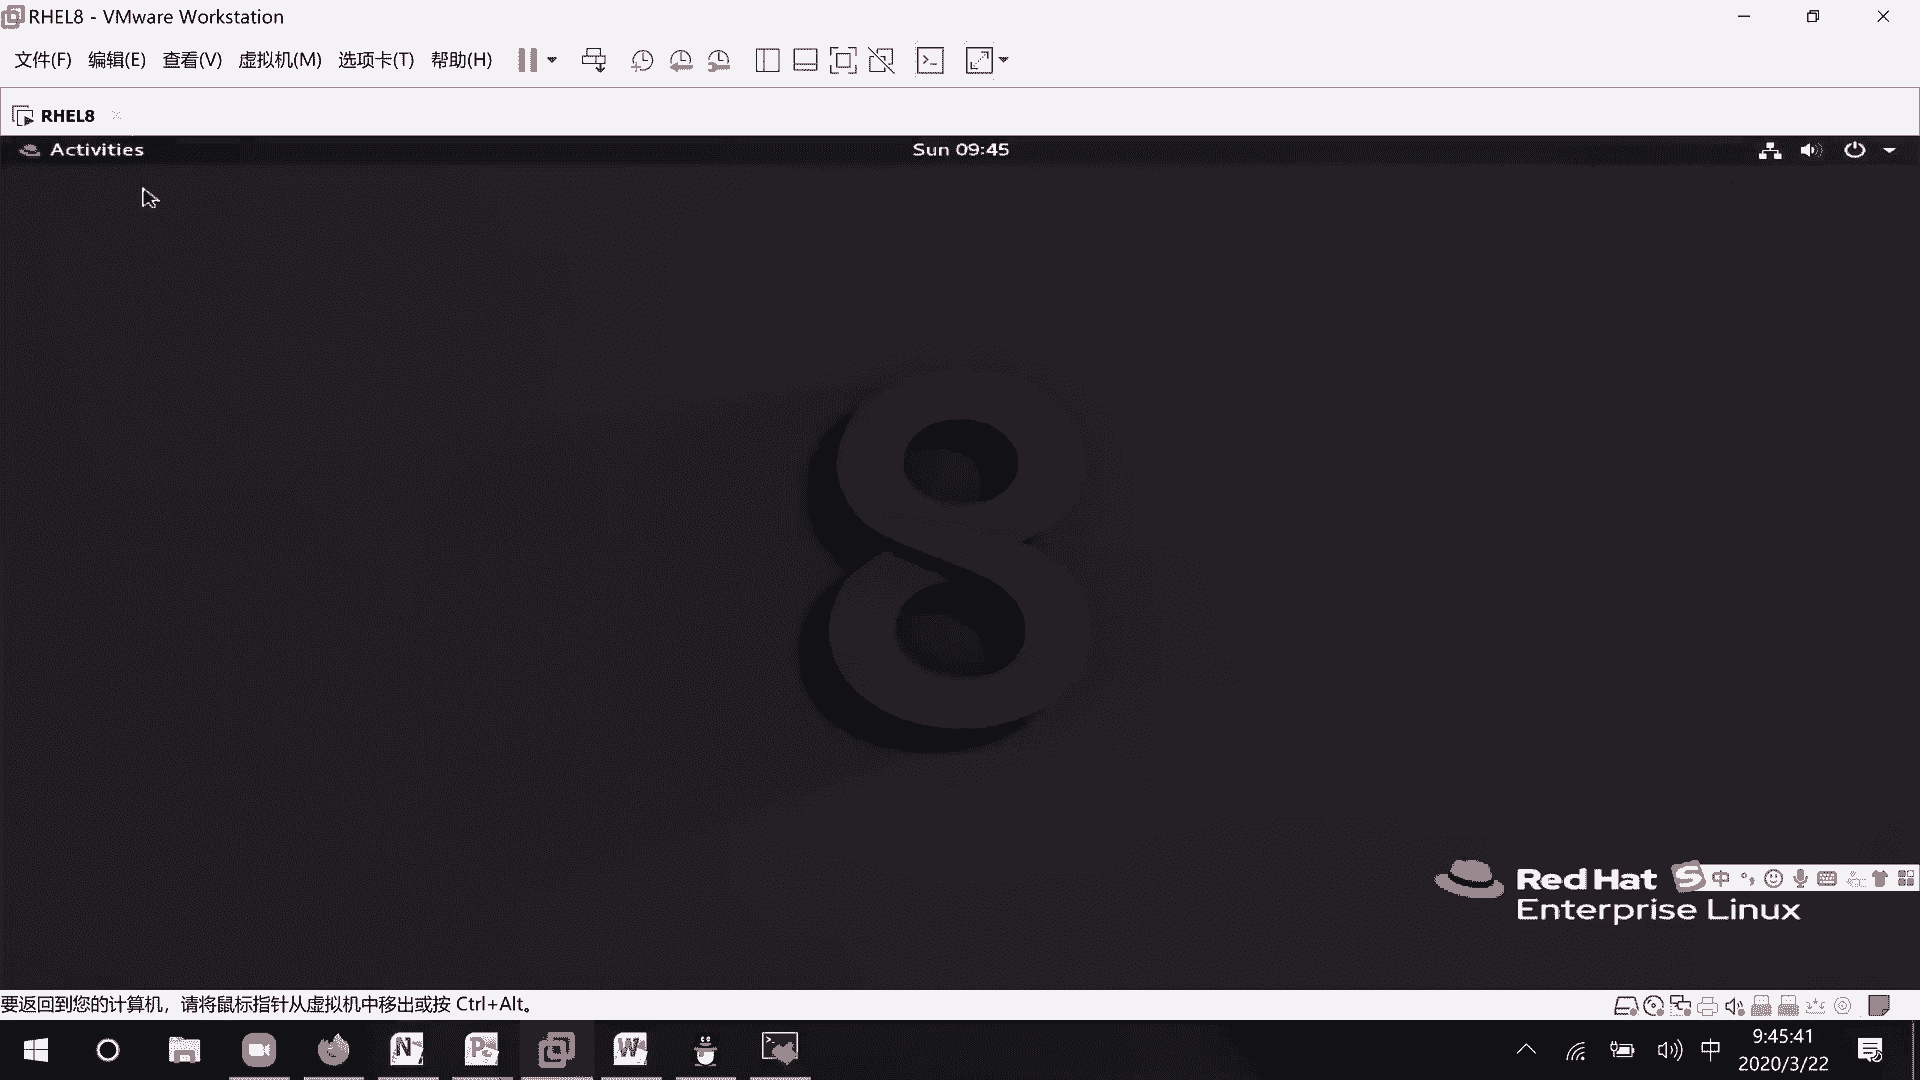 RHEL8 - VMware Workstation
文件(F) 编辑(E) 查看(V) 虚拟机(M) 选项卡(T) 帮助(H)
RHEL8
Activities Sun 09:45
8
Red Hat
Enterprise Linux
S 中
要返回到您的计算机，请将鼠标指针从虚拟机中移出或按 Ctrl+Alt。
中 9:45:41
2020/3/22